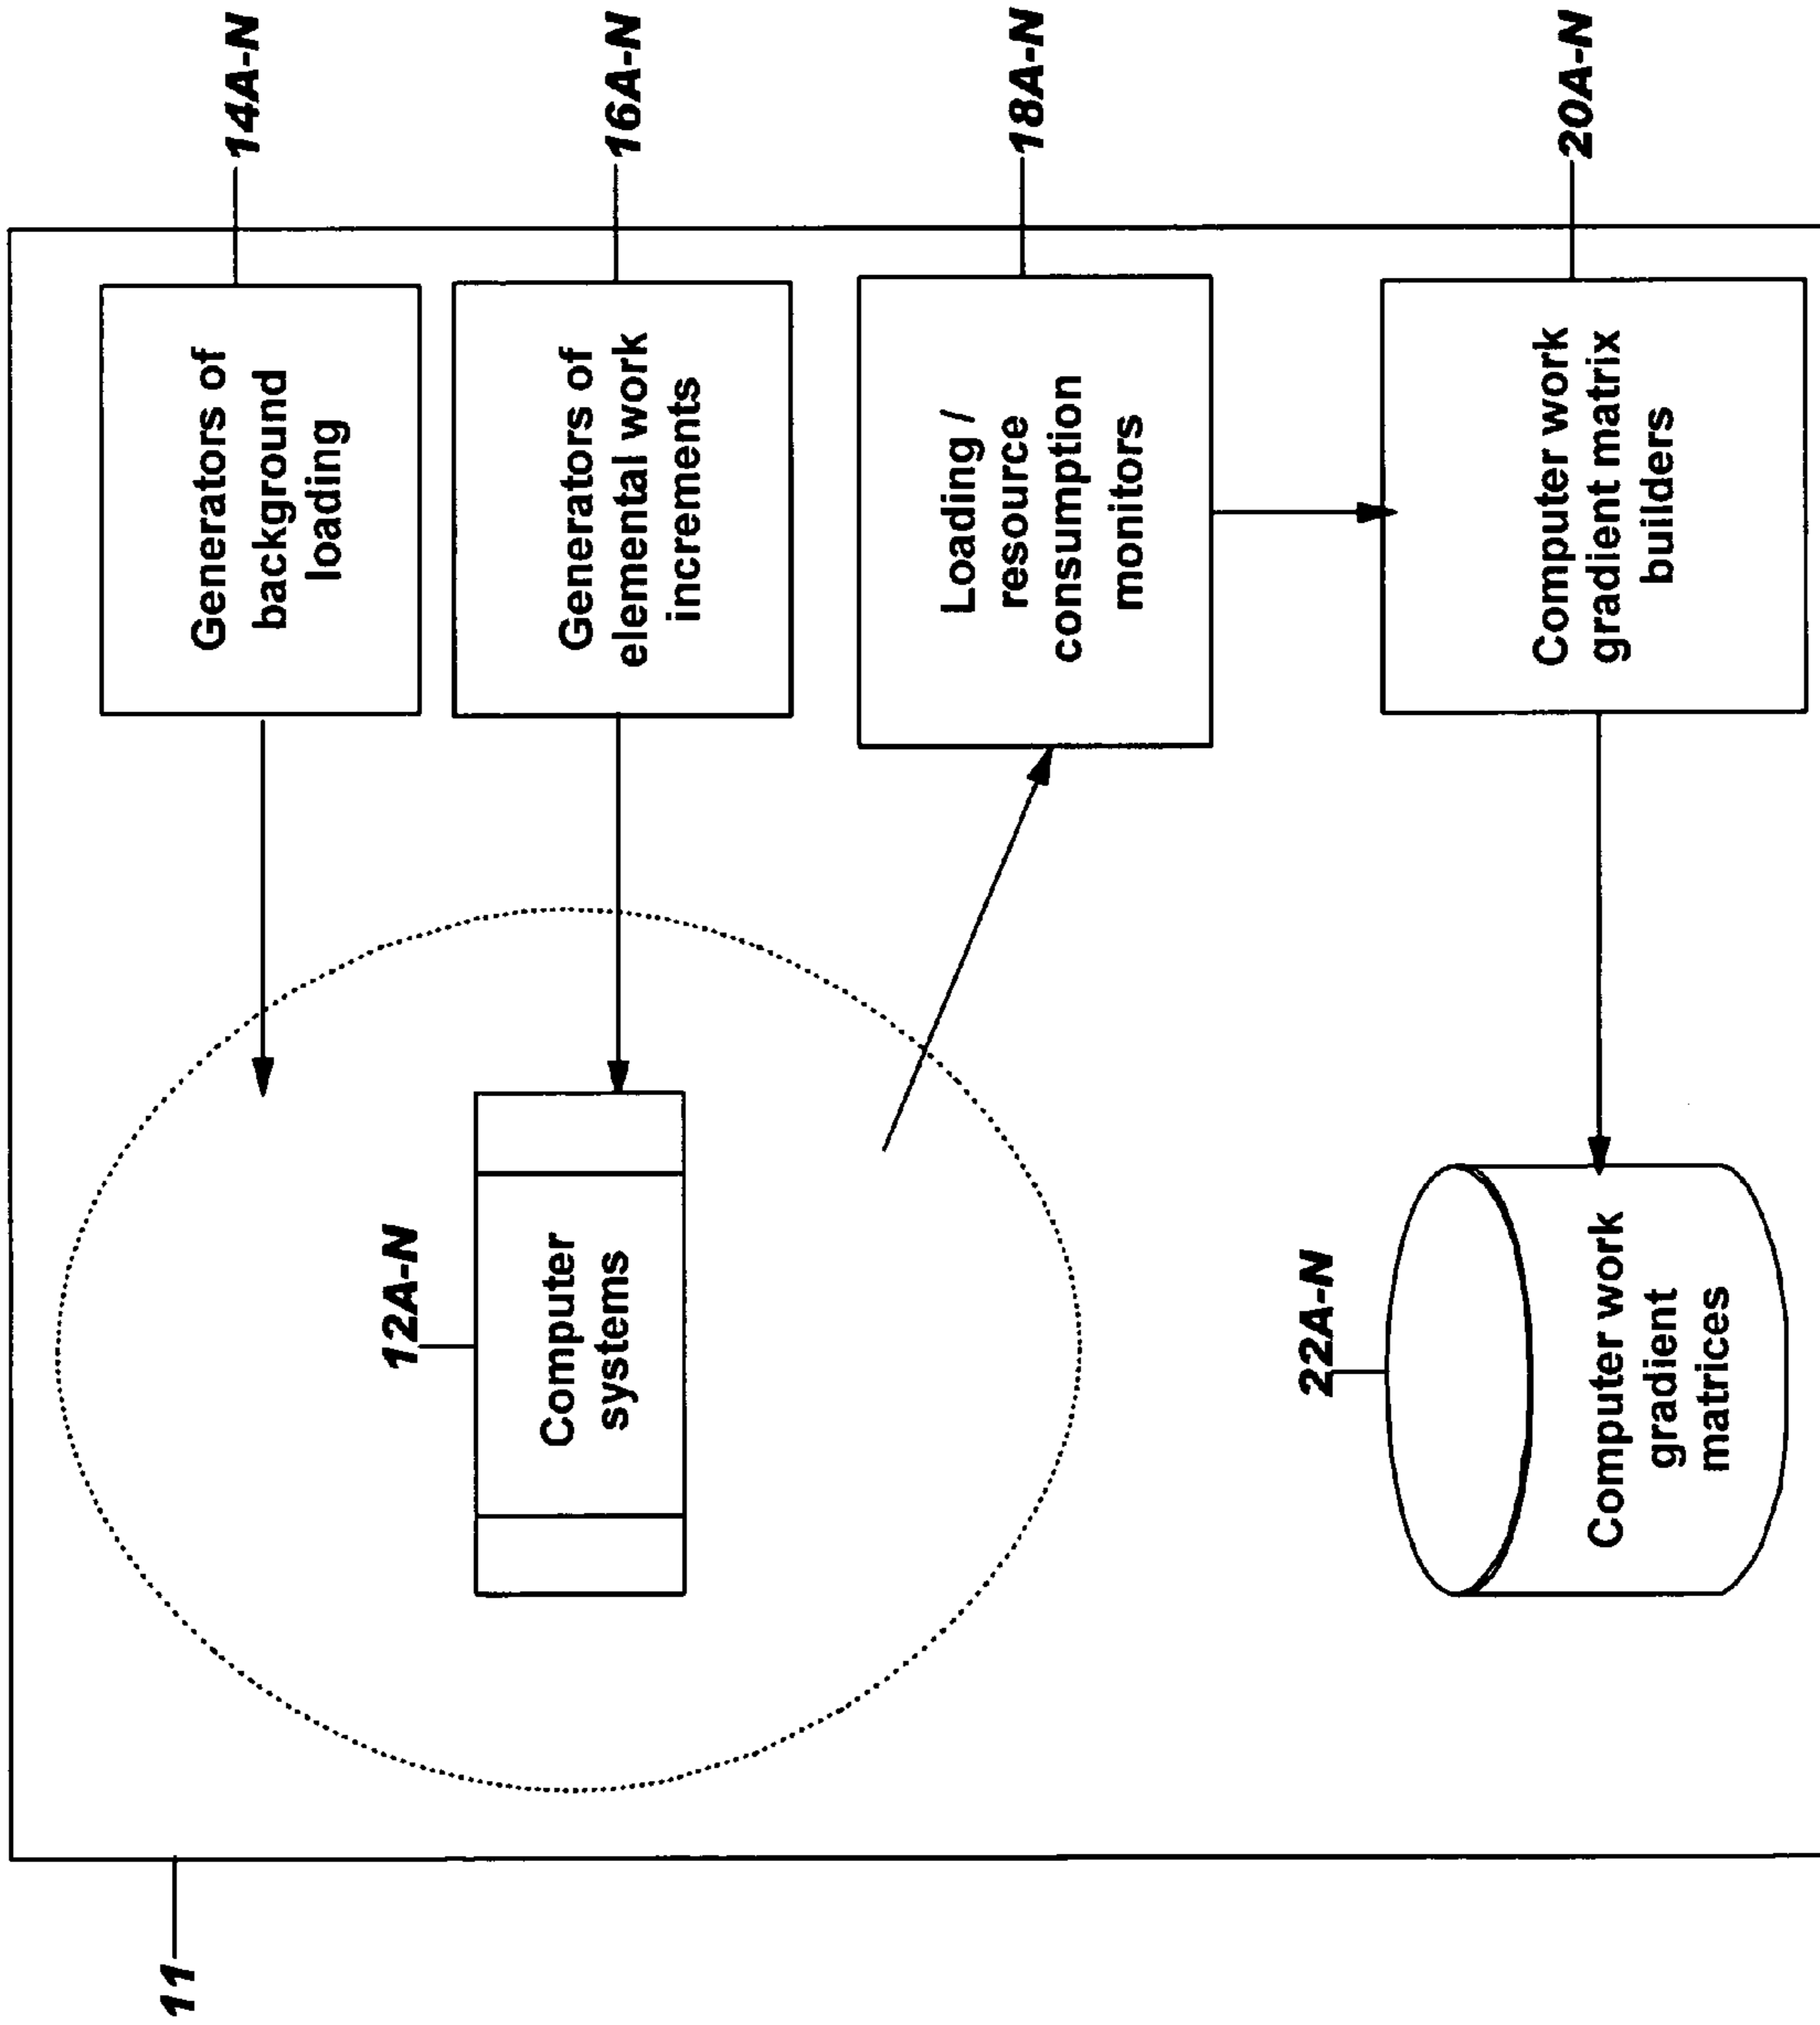 11
14A-N
Generators of
background
loading
16A-N
Generators of
elemental work
increments
12A-N
Computer
systems
18A-N
Loading /
resource
consumption
monitors
20A-N
Computer work
gradient matrix
builders
22A-N
Computer work
gradient
matrices